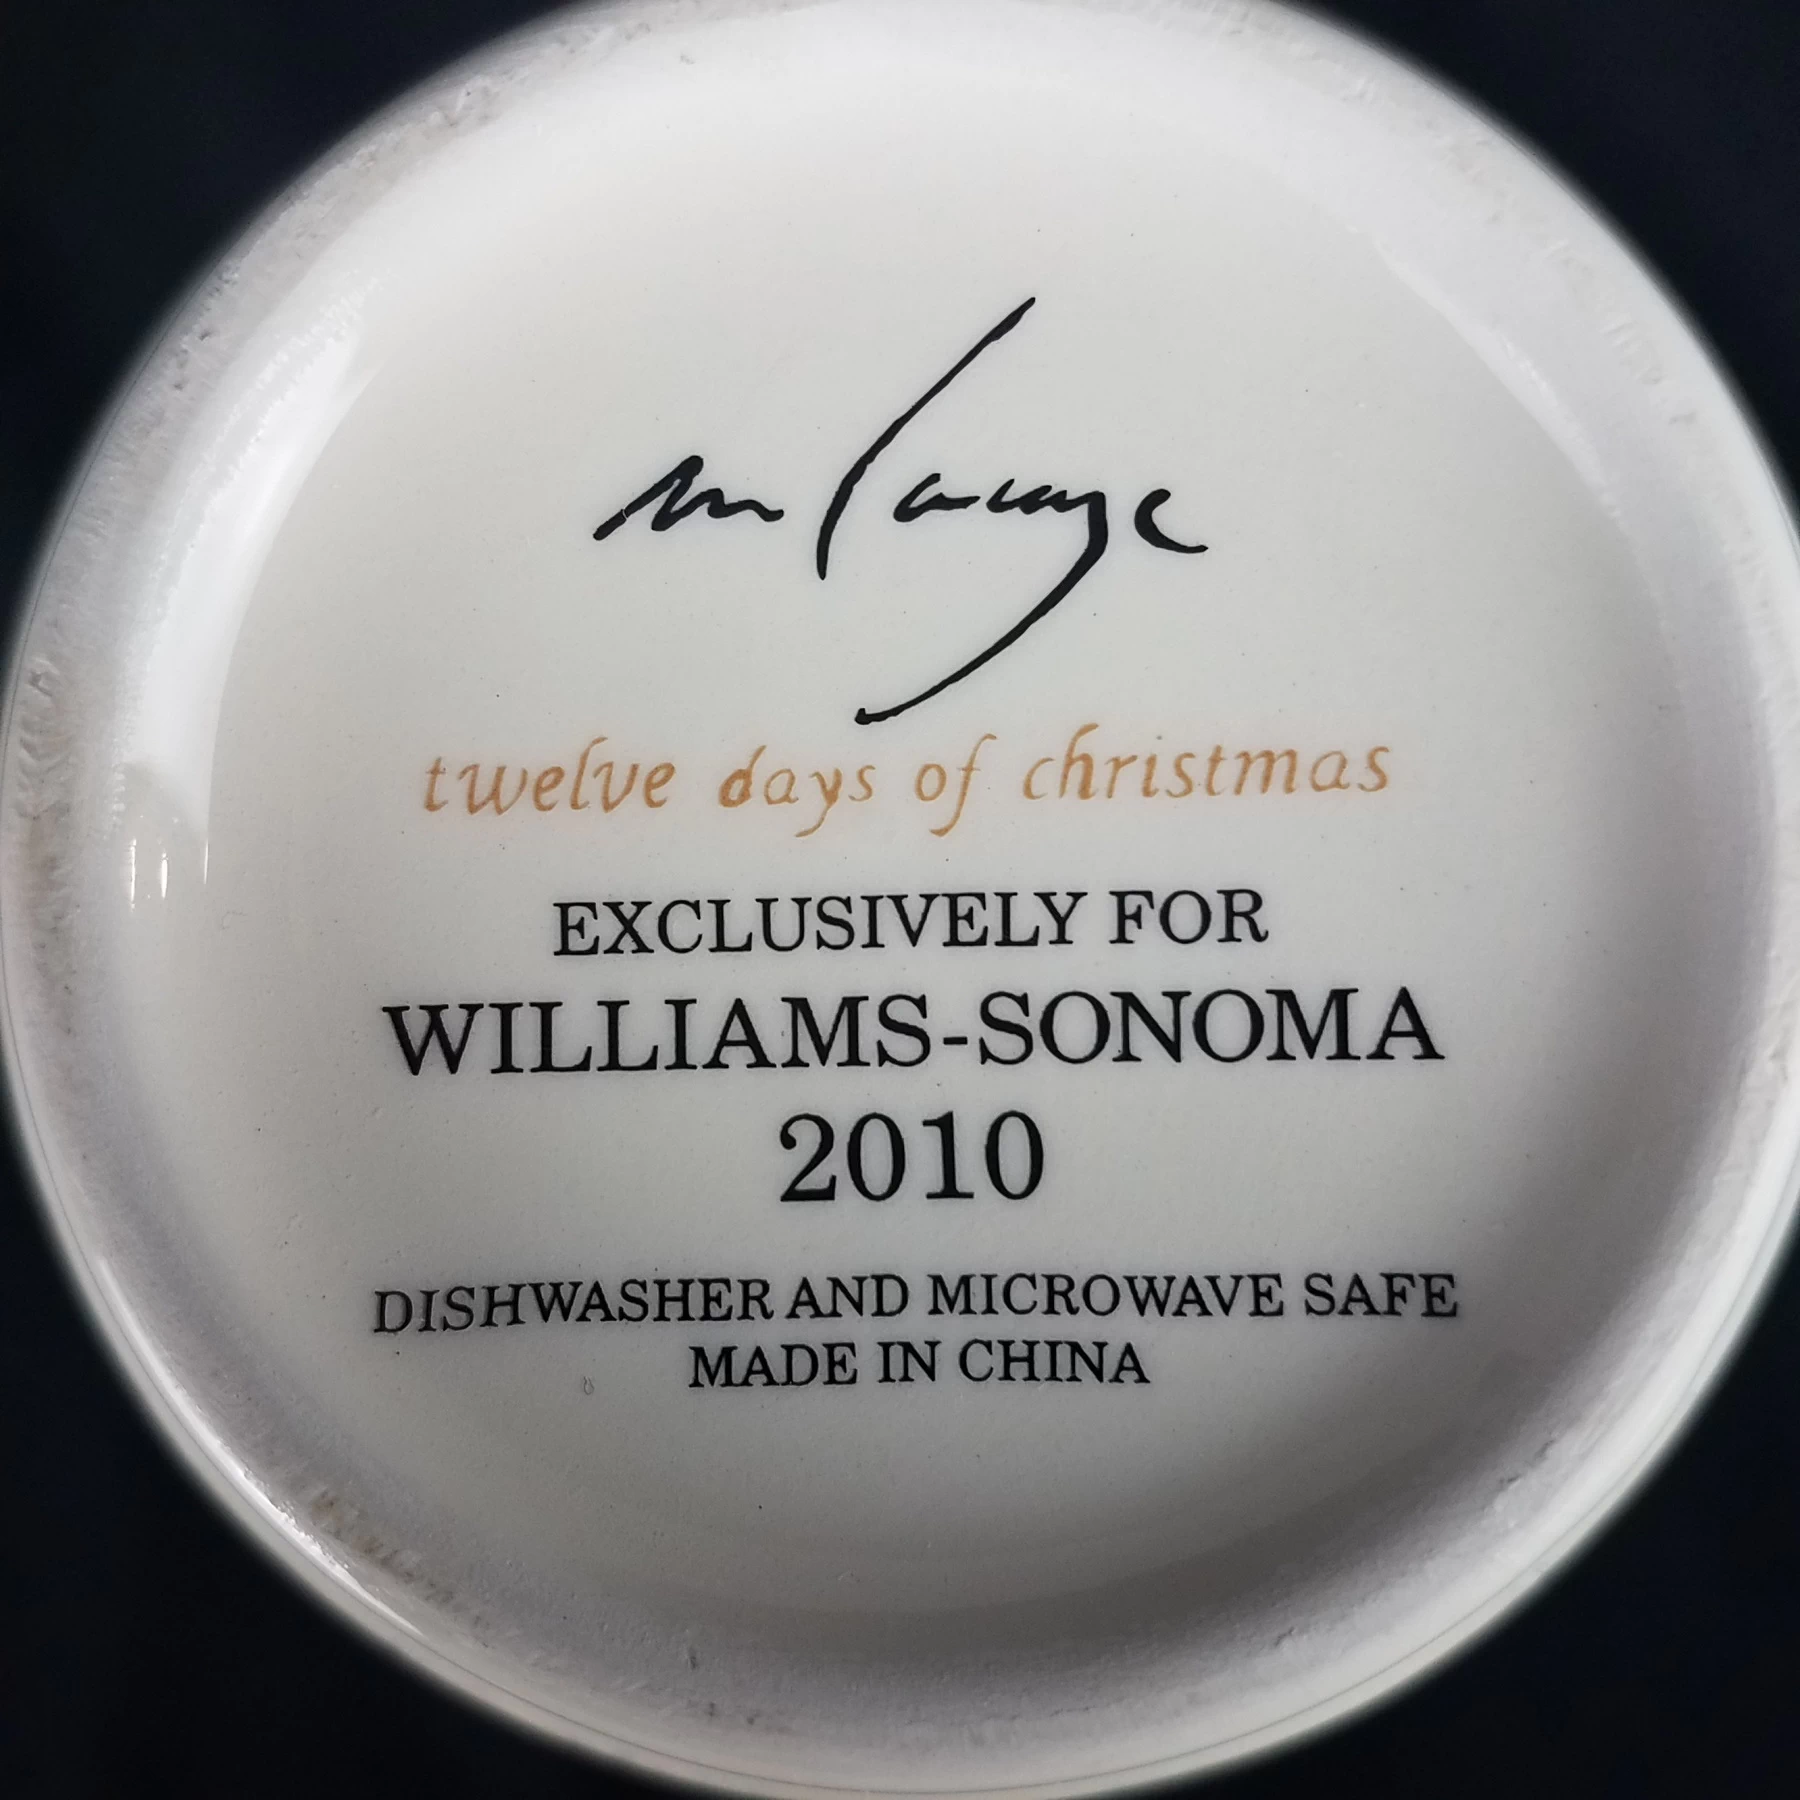 twelve days of christmas
EXCLUSIVELY FOR
WILLIAMS-SONOMA
2010
DISHWASHER AND MICROWAVE SAFE
MADE IN CHINA